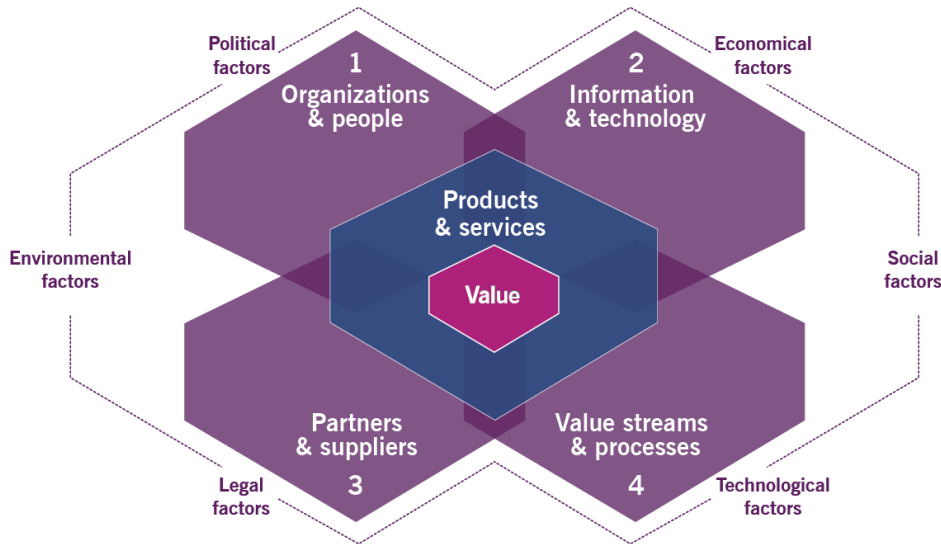 Political
factors
Economical
factors
1
Organizations
& people
2
Information
& technology
Products
& services
Environmental
factors
Value
Social
factors
Partners
& suppliers
3
Value streams
& processes
4
Legal
factors
Technological
factors